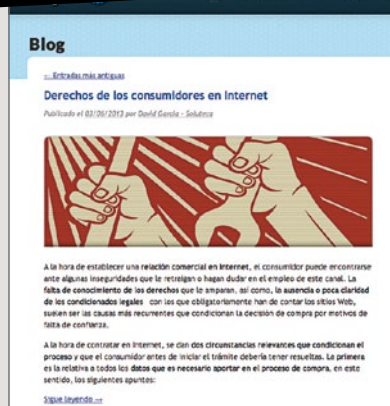 Blog
← Entradas más antiguas
Derechos de los consumidores en Internet
Publicado el 03/06/2013 por David García - Soluteca
A la hora de establecer una relación comercial en Internet, el consumidor puede encontrarse
ante algunas inseguridades que le retraigan o hagan dudar en el empleo de este canal. La
falta de conocimiento de los derechos que le amparan, así como, la ausencia o poca claridad
de los condicionados legales con los que obligatoriamente han de contar los sitios Web,
suelen ser las causas más recurrentes que condicionan la decisión de compra por motivos de
falta de confianza.
A la hora de contratar en Internet, se dan dos circunstancias relevantes que condicionan el
proceso y que el consumidor antes de iniciar el trámite debería tener resueltas. La primera
es la relativa a todos los datos que es necesario aportar en el proceso de compra, en este
sentido, los siguientes apuntes:
Sigue leyendo →